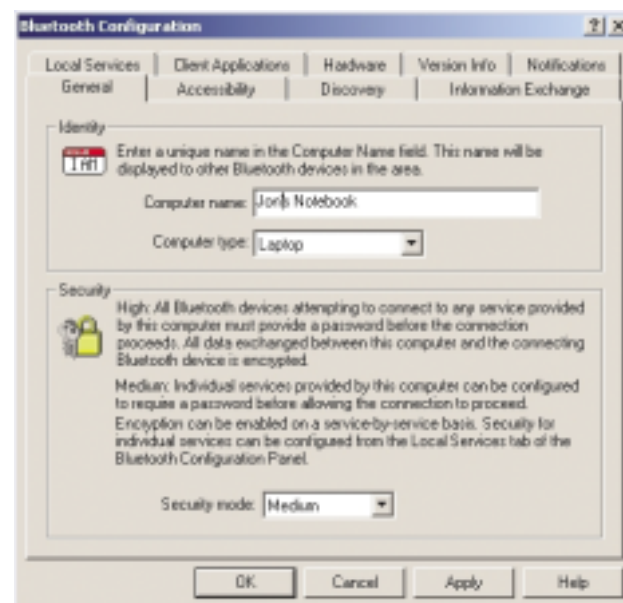 Bluetooth Configuration
Local Services Client Applications Hardware Version Info Notifications
General Accessibility Discovery Information Exchange
Identity
I AM
Enter a unique name in the Computer Name field. This name will be
displayed to other Bluetooth devices in the area.
Computer name: Jon's Notebook
Computer type: Laptop
Security
High: All Bluetooth devices attempting to connect to any service provided
by this computer must provide a password before the connection
proceeds. All data exchanged between this computer and the connecting
Bluetooth device is encrypted.
Medium: Individual services provided by this computer can be configured
to require a password before allowing the connection to proceed.
Encryption can be enabled on a service-by-service basis. Security for
individual services can be configured from the Local Services tab of the
Bluetooth Configuration Panel.
Security mode: Medium
OK Cancel Apply Help